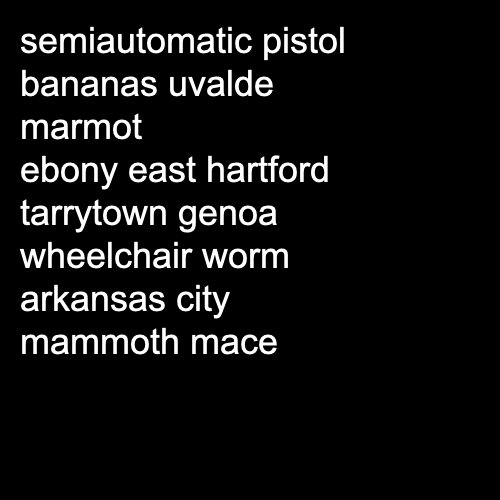 semiautomatic pistol
bananas uvalde
marmot
ebony east hartford
tarrytown genoa
wheelchair worm
arkansas city
mammoth mace